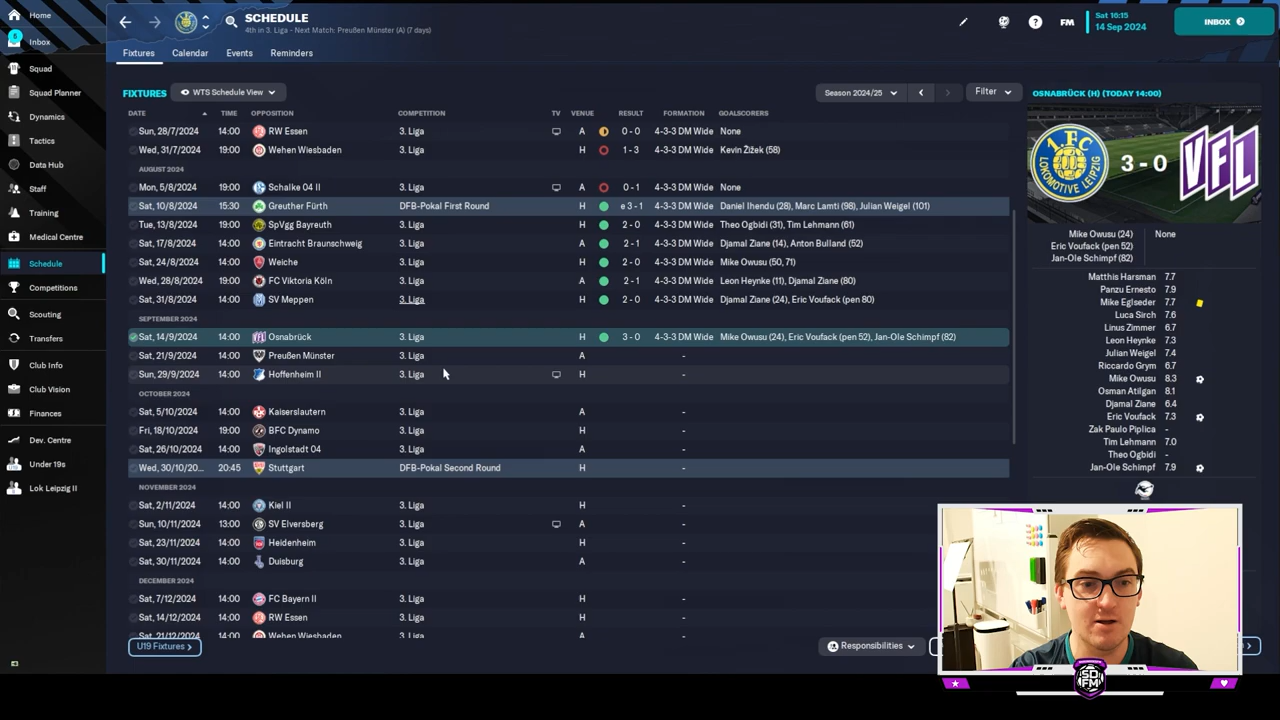 Home
SCHEDULE
4th in 3. Liga - Next Match: Preußen Münster (A) (7 days)
FM
Sat 16:15
14 Sep 2024
INBOX
Inbox
Squad
Squad Planner
Dynamics
Tactics
Data Hub
Staff
Training
Medical Centre
Schedule
Competitions
Scouting
Transfers
Club Info
Club Vision
Finances
Dev. Centre
Under 19s
Lok Leipzig II
Fixtures
Calendar
Events
Reminders
FIXTURES
WTS Schedule View
Season 2024/25
Filter
DATE TIME OPPOSITION COMPETITION TV VENUE RESULT FORMATION GOALSCORERS
Sun, 28/7/2024 14:00 RW Essen 3. Liga A 0 - 0 4-3-3 DM Wide None
Wed, 31/7/2024 19:00 Wehen Wiesbaden 3. Liga H 1 - 3 4-3-3 DM Wide Kevin Žižek (58)
AUGUST 2024
Mon, 5/8/2024 19:00 Schalke 04 II 3. Liga A 0 - 1 4-3-3 DM Wide None
Sat, 10/8/2024 15:30 Greuther Fürth DFB-Pokal First Round H e 3 - 1 4-3-3 DM Wide Daniel Ihendu (28), Marc Lamti (98), Julian Weigel (101)
Tue, 13/8/2024 14:00 SpVgg Bayreuth 3. Liga H 2 - 0 4-3-3 DM Wide Theo Ogbidi (31), Tim Lehmann (61)
Sat, 17/8/2024 14:00 Eintracht Braunschweig 3. Liga A 2 - 1 4-3-3 DM Wide Djamal Ziane (14), Anton Bulland (52)
Sat, 24/8/2024 14:00 Weiche 3. Liga H 2 - 0 4-3-3 DM Wide Mike Owusu (50, 71)
Wed, 28/8/2024 19:00 FC Viktoria Köln 3. Liga A 2 - 1 4-3-3 DM Wide Leon Heynke (11), Djamal Ziane (80)
Sat, 31/8/2024 14:00 SV Meppen 3. Liga H 2 - 0 4-3-3 DM Wide Djamal Ziane (24), Eric Voufack (pen 80)
SEPTEMBER 2024
Sat, 14/9/2024 14:00 Osnabrück 3. Liga H 3 - 0 4-3-3 DM Wide Mike Owusu (24), Eric Voufack (pen 52), Jan-Ole Schimpf (82)
Sat, 21/9/2024 14:00 Preußen Münster 3. Liga A -
Sun, 29/9/2024 14:00 Hoffenheim II 3. Liga H -
OCTOBER 2024
Sat, 5/10/2024 14:00 Kaiserslautern 3. Liga A -
Fri, 18/10/2024 19:00 BFC Dynamo 3. Liga H -
Sat, 26/10/2024 14:00 Ingolstadt 04 3. Liga A -
Wed, 30/10/20... 20:45 Stuttgart DFB-Pokal Second Round H -
NOVEMBER 2024
Sat, 2/11/2024 14:00 Kiel II 3. Liga H -
Sun, 10/11/2024 13:00 SV Elversberg 3. Liga A -
Sat, 23/11/2024 14:00 Heidenheim 3. Liga H -
Sat, 30/11/2024 14:00 Duisburg 3. Liga A -
DECEMBER 2024
Sat, 7/12/2024 14:00 FC Bayern II 3. Liga H -
Sat, 14/12/2024 14:00 RW Essen 3. Liga H -
Sat, 21/12/2024 14:00 Wehen Wiesbaden 3. Liga A -
U19 Fixtures
Responsibilities
OSNABRÜCK (H) (TODAY 14:00)
1.FC
LOKOMOTIVE LEIPZIG
3 - 0
VFL
Mike Owusu (24) None
Eric Voufack (pen 52)
Jan-Ole Schimpf (82)
Matthis Harsman 7.7
Panzu Ernesto 7.9
Mike Eglseder 7.7
Luca Sirch 7.6
Linus Zimmer 6.7
Leon Heynke 7.3
Julian Weigel 7.4
Riccardo Grym 6.7
Mike Owusu 8.3
Osman Atilgan 8.1
Djamal Ziane 6.4
Eric Voufack 7.3
Zak Paulo Piplica -
Tim Lehmann 7.0
Theo Ogbidi -
Jan-Ole Schimpf 7.9
SD
FM